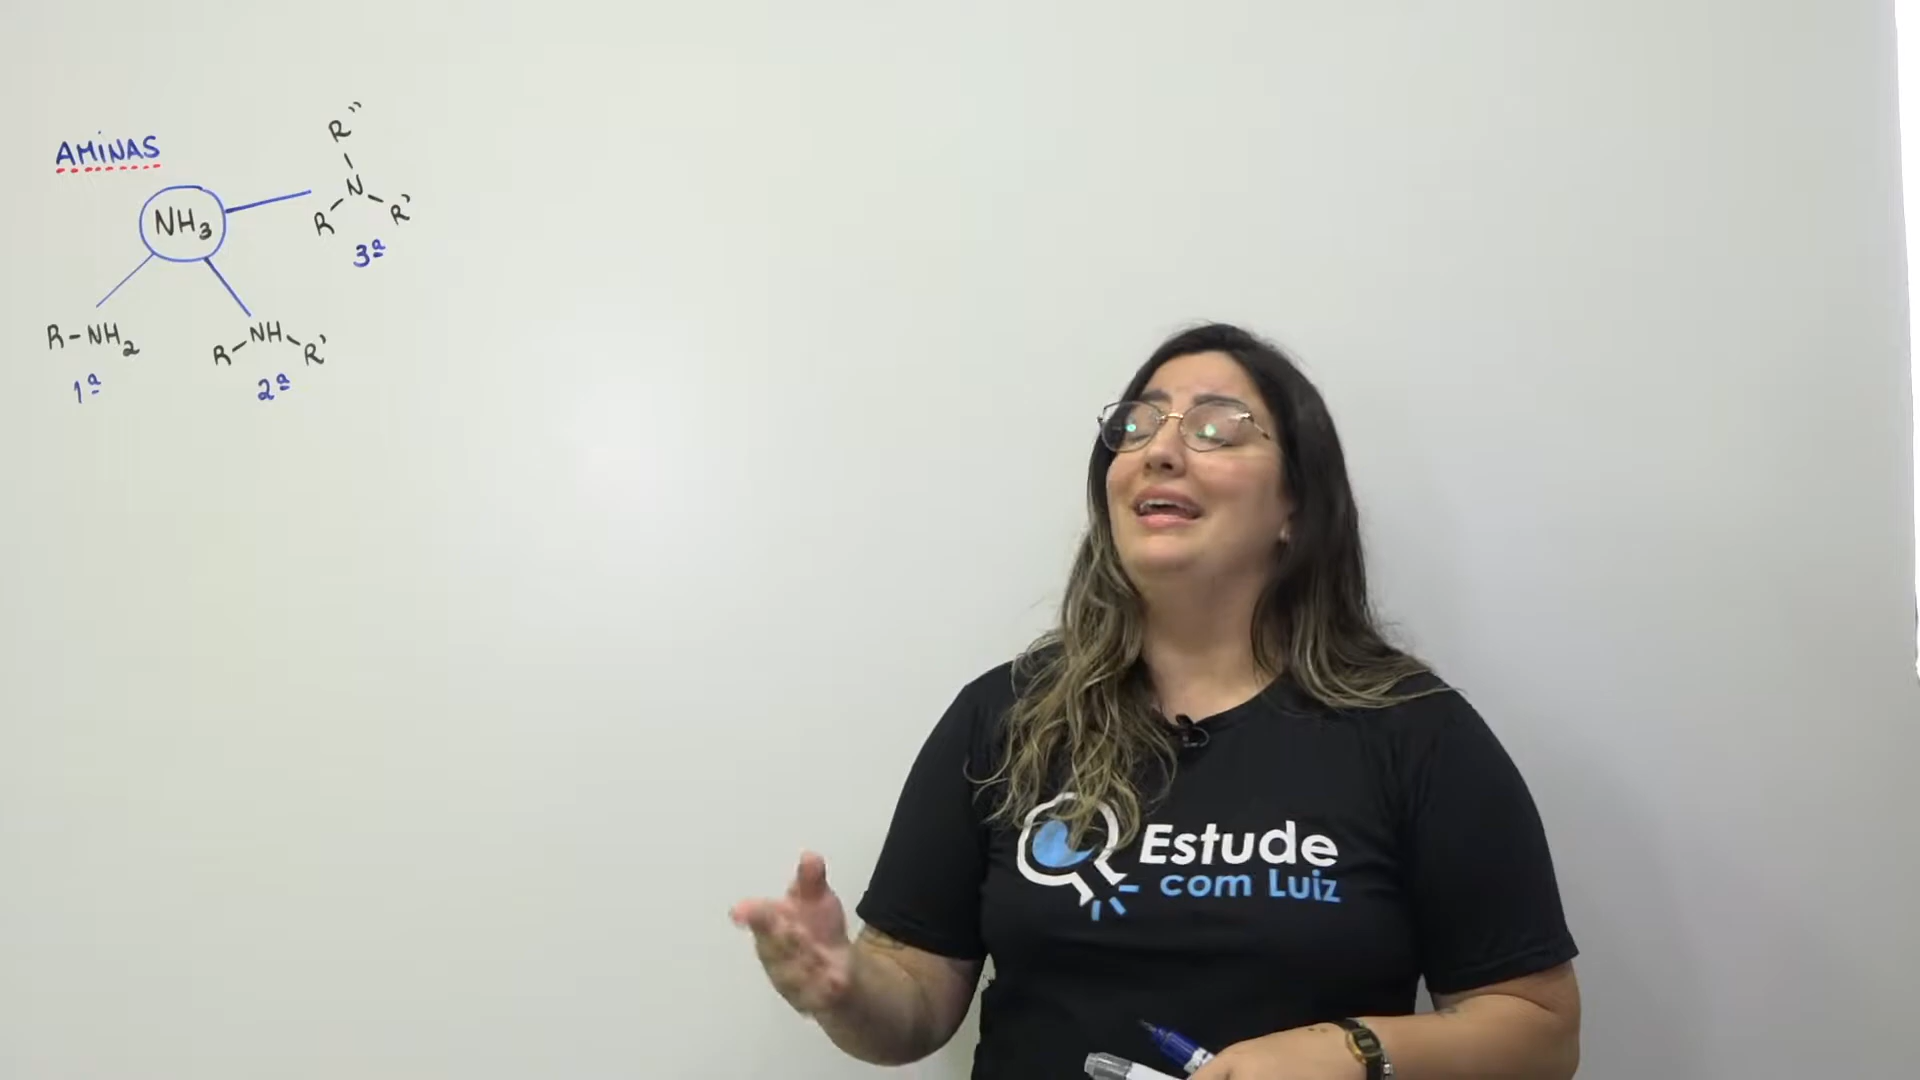 AMINAS
NH₃
R-NH₂
1ª
R-NH-R'
2ª
R''
N
R R'
3ª
Estude
com Luiz